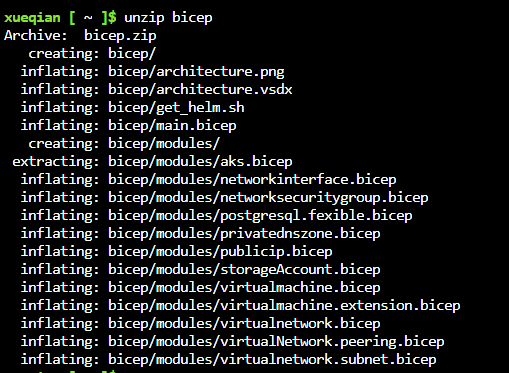 xueqian [ ~ ]$ unzip bicep
Archive:  bicep.zip
   creating: bicep/
  inflating: bicep/architecture.png
  inflating: bicep/architecture.vsdx
  inflating: bicep/get_helm.sh
  inflating: bicep/main.bicep
   creating: bicep/modules/
 extracting: bicep/modules/aks.bicep
  inflating: bicep/modules/networkinterface.bicep
  inflating: bicep/modules/networksecuritygroup.bicep
  inflating: bicep/modules/postgresql.fexible.bicep
  inflating: bicep/modules/privatednszone.bicep
  inflating: bicep/modules/publicip.bicep
  inflating: bicep/modules/storageAccount.bicep
  inflating: bicep/modules/virtualmachine.bicep
  inflating: bicep/modules/virtualmachine.extension.bicep
  inflating: bicep/modules/virtualnetwork.bicep
  inflating: bicep/modules/virtualNetwork.peering.bicep
  inflating: bicep/modules/virtualnetwork.subnet.bicep